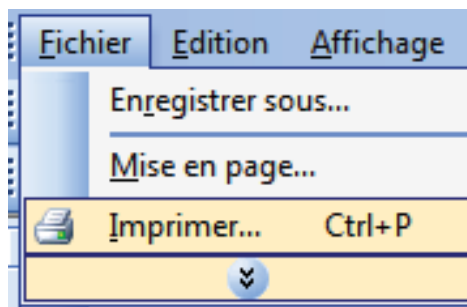 Fichier Edition Affichage
Enregistrer sous...
Mise en page...
Imprimer... Ctrl+P